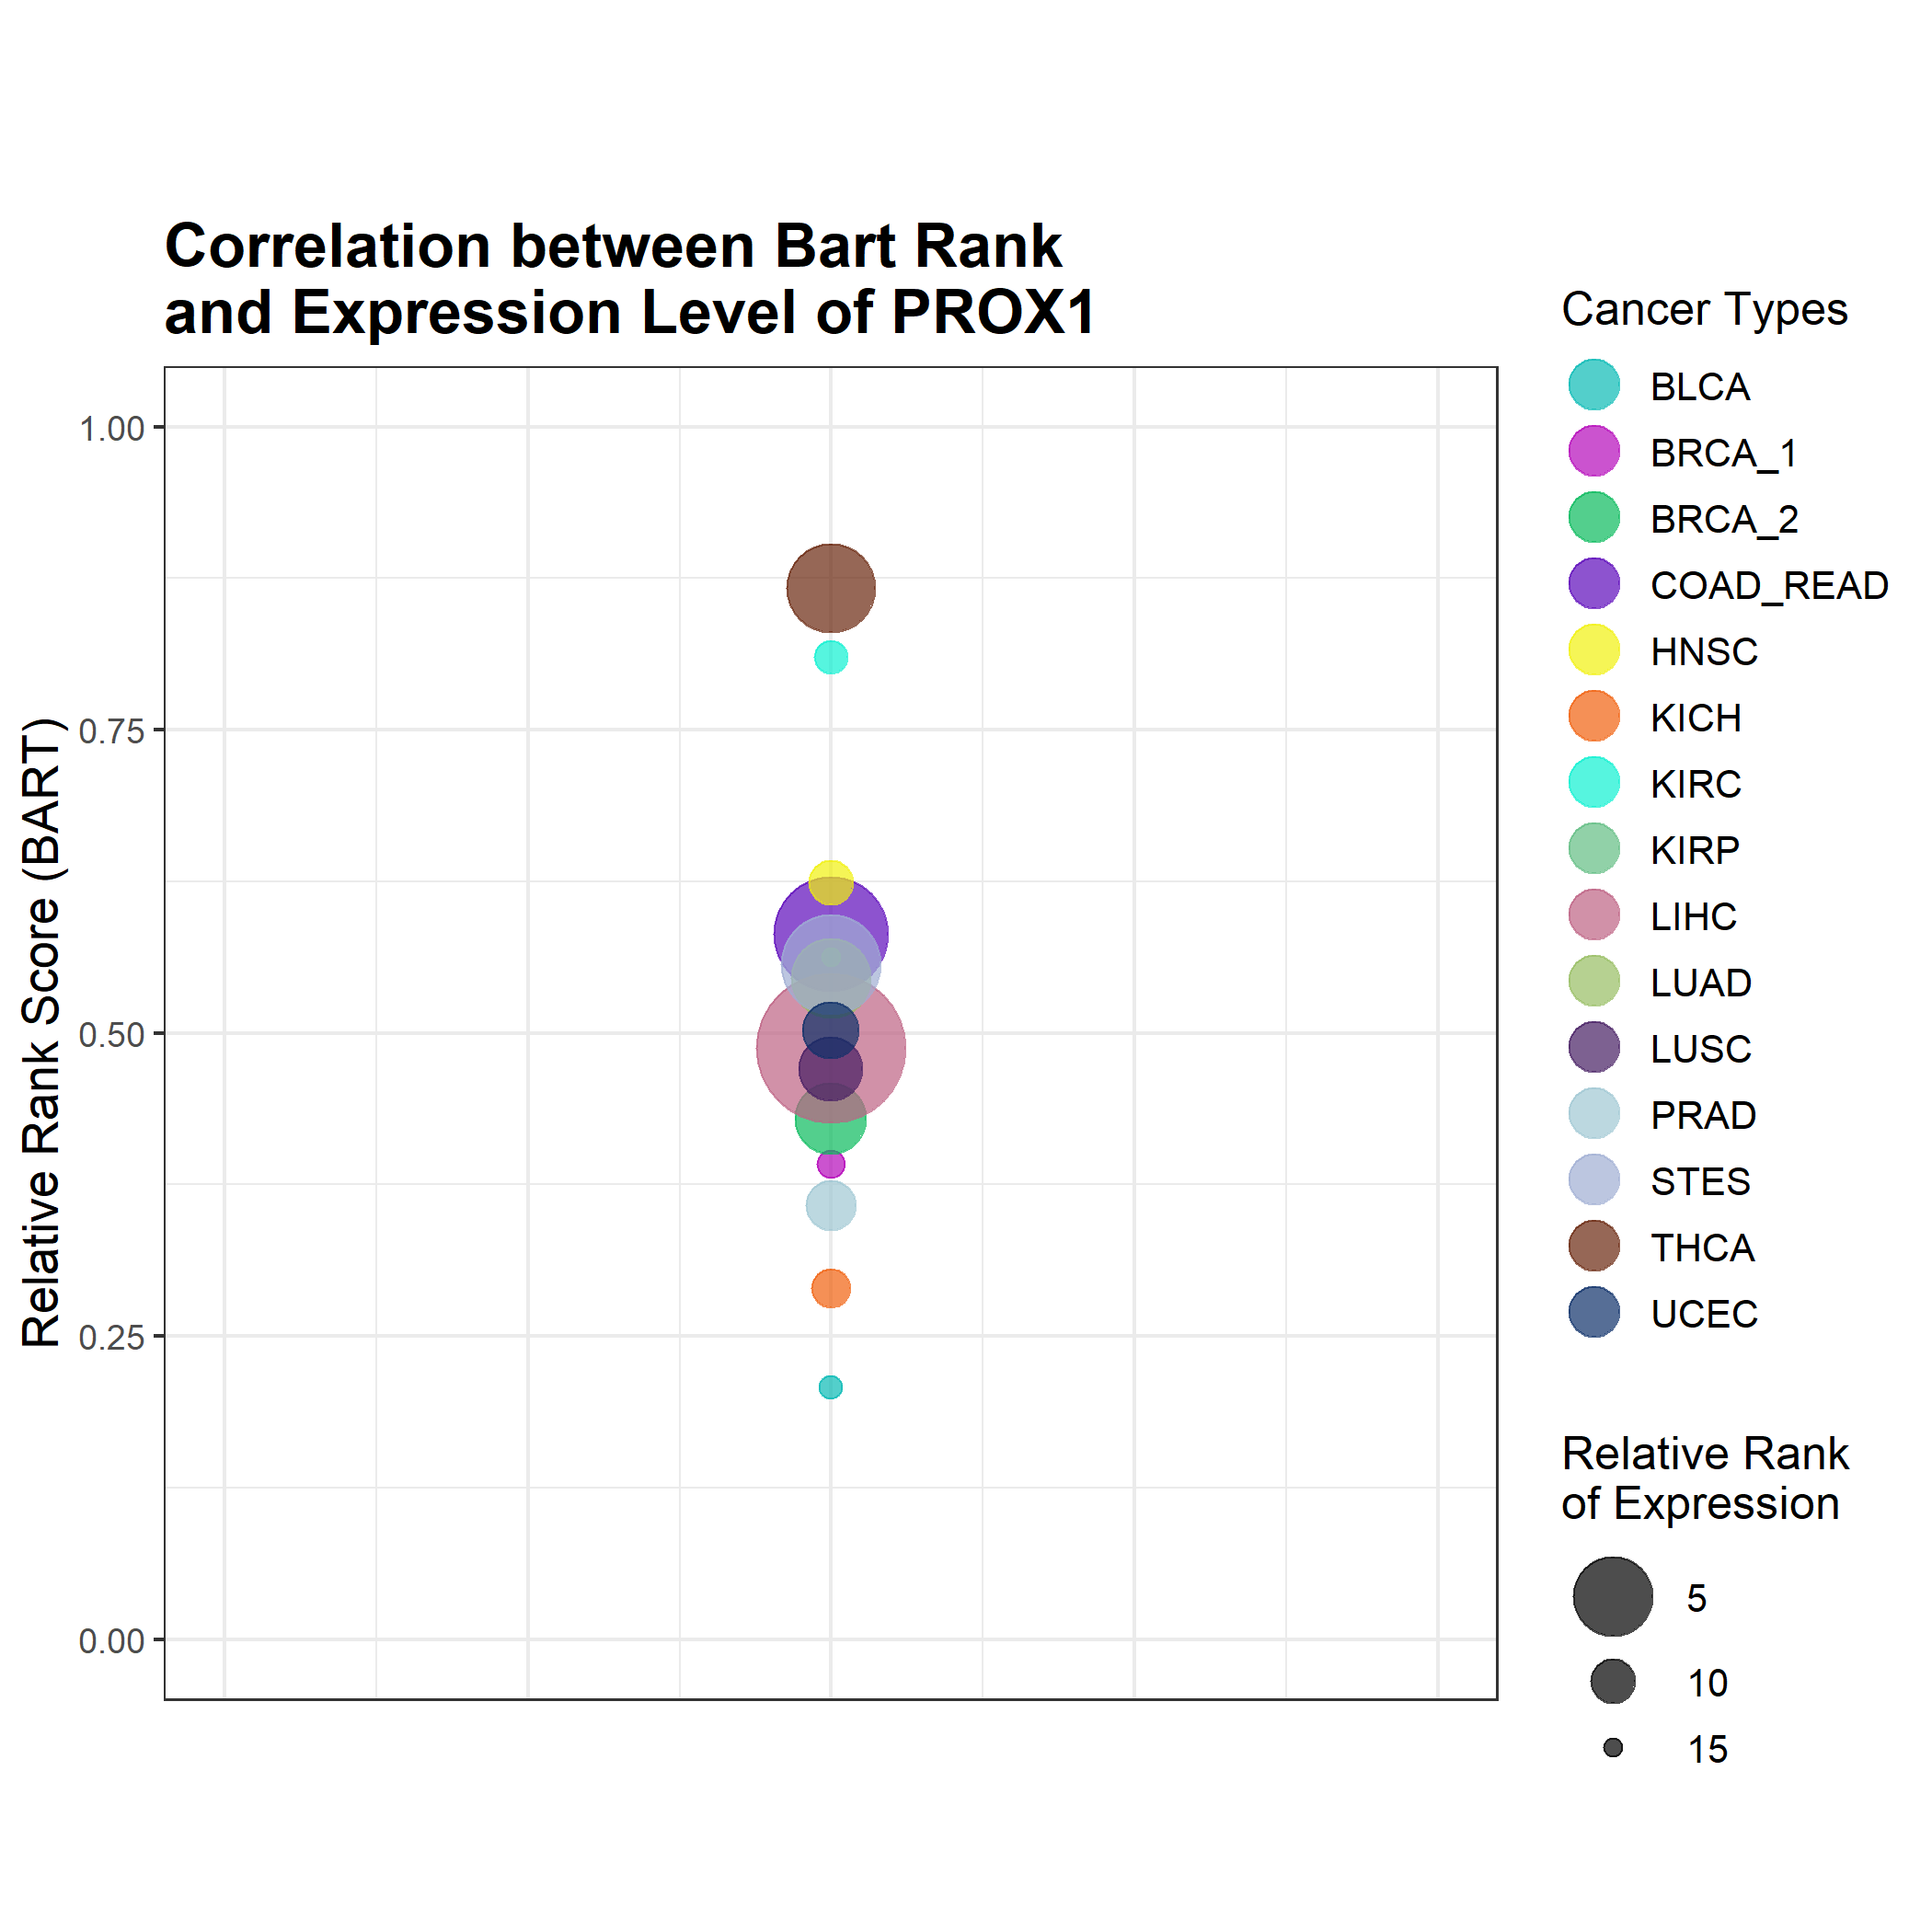 Correlation between Bart Rank
and Expression Level of PROX1
Relative Rank Score (BART)
1.00
0.75
0.50
0.25
0.00
Cancer Types
BLCA
BRCA_1
BRCA_2
COAD_READ
HNSC
KICH
KIRC
KIRP
LIHC
LUAD
LUSC
PRAD
STES
THCA
UCEC
Relative Rank
of Expression
5
10
15